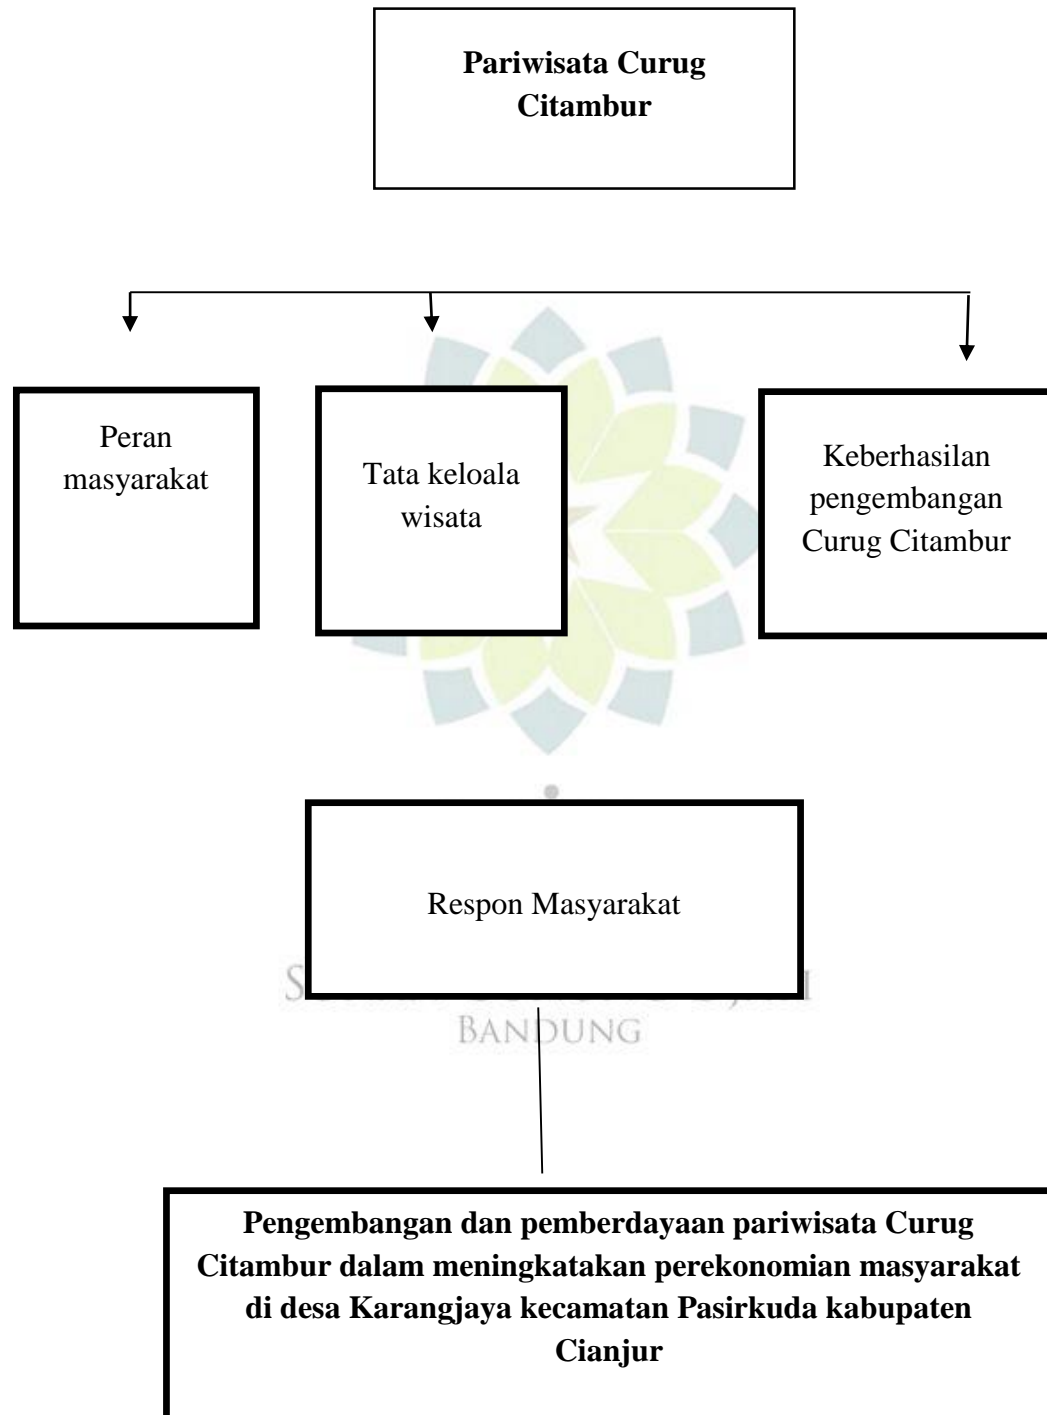 Pariwisata Curug
Citambur
Peran
masyarakat
Tata keloala
wisata
Keberhasilan
pengembangan
Curug Citambur
Respon Masyarakat
BANDUNG
Pengembangan dan pemberdayaan pariwisata Curug
Citambur dalam meningkatakan perekonomian masyarakat
di desa Karangjaya kecamatan Pasirkuda kabupaten
Cianjur